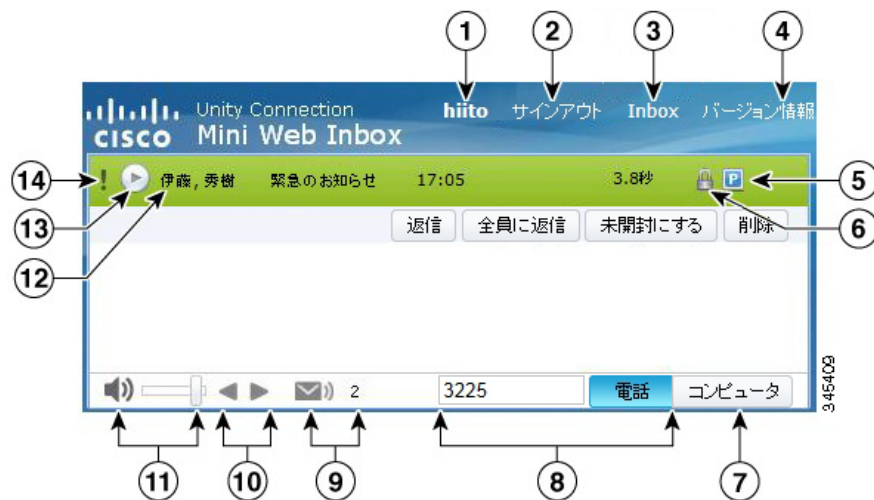 1 2 3 4
Unity Connection hiito サインアウト Inbox バージョン情報
CISCO Mini Web Inbox
14 ! 伊藤, 秀樹 緊急のお知らせ 17:05 3.8秒 P 5
13 返信 全員に返信 未開封にする 削除 6
12
2 3225 電話 コンピュータ
345409
11 10 9 8 7